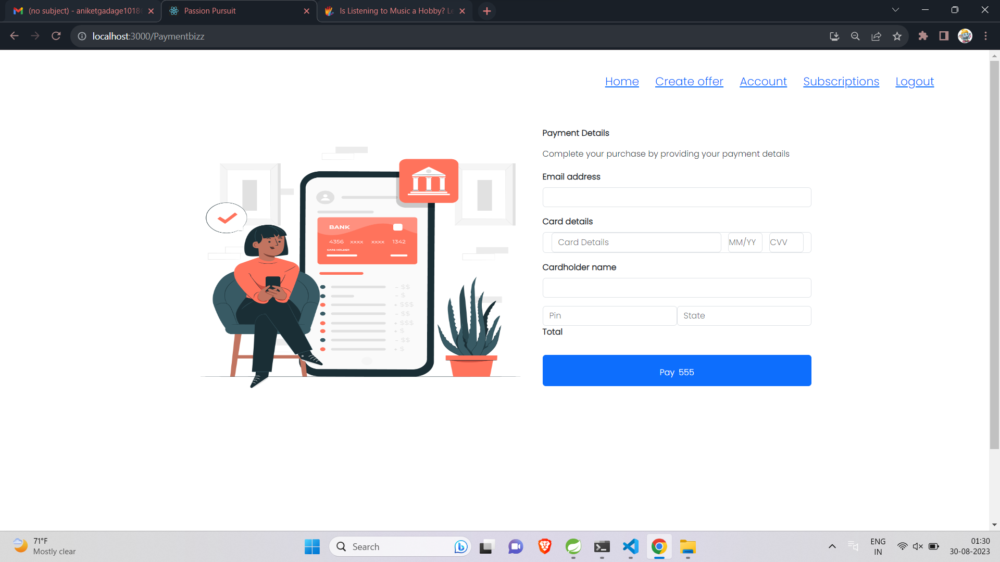 (no subject) - aniketgadage1018
Passion Pursuit
Is Listening to Music a Hobby? Le
localhost:3000/Paymentbizz
Home Create offer Account Subscriptions Logout
Payment Details
Complete your purchase by providing your payment details
Email address
Card details
Card Details MM/YY CVV
Cardholder name
Pin State
Total
Pay 555
BANK
4356 xxxx xxxx 1342
CARS HOLDER
- $$
- $
+ $$$
- $$
+ $$$
+ $
- $$
+ $
71°F
Mostly clear
Search
ENG
IN
01:30
30-08-2023